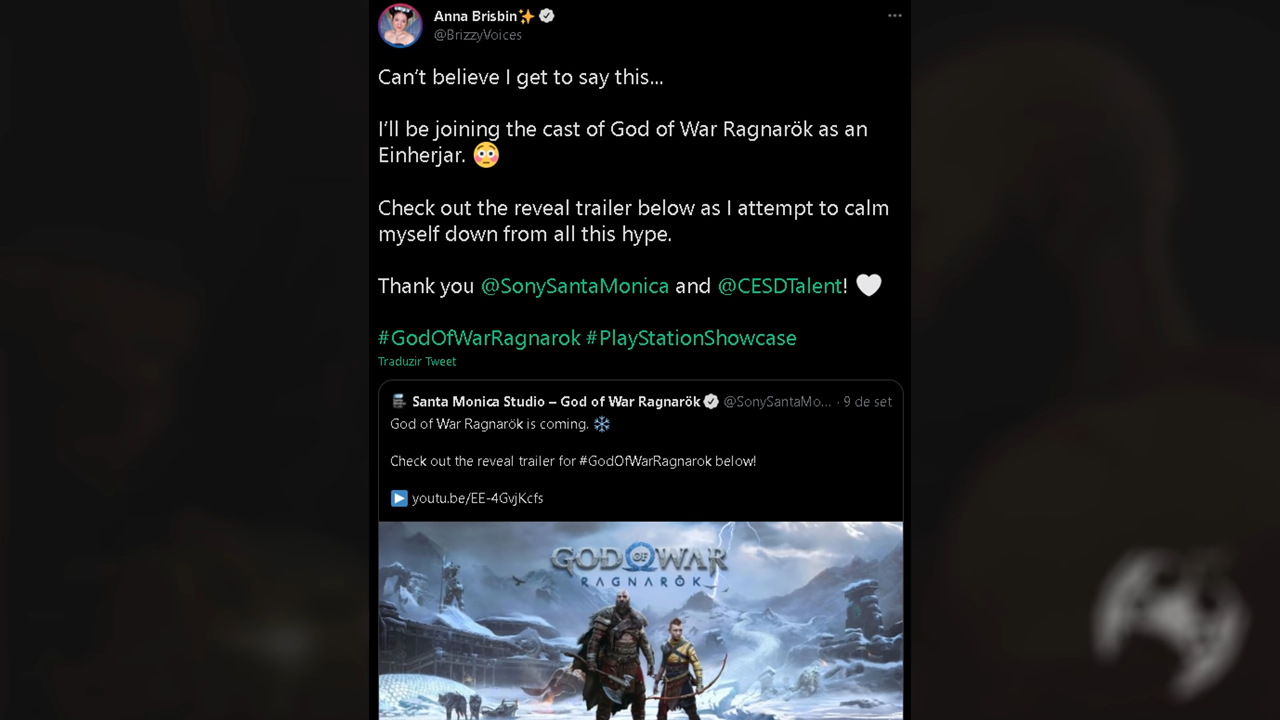 Anna Brisbin✨
@BrizzyVoices
Can't believe I get to say this...
I'll be joining the cast of God of War Ragnarök as an
Einherjar. 😳
Check out the reveal trailer below as I attempt to calm
myself down from all this hype.
Thank you @SonySantaMonica and @CESDTalent! 🤍
#GodOfWarRagnarok #PlayStationShowcase
Traduzir Tweet
Santa Monica Studio – God of War Ragnarök @SonySantaMo... · 9 de set
God of War Ragnarök is coming. ❄️
Check out the reveal trailer for #GodOfWarRagnarok below!
▶️ youtu.be/EE-4GvjKcfs
GOD OF WAR
RAGNARÖK